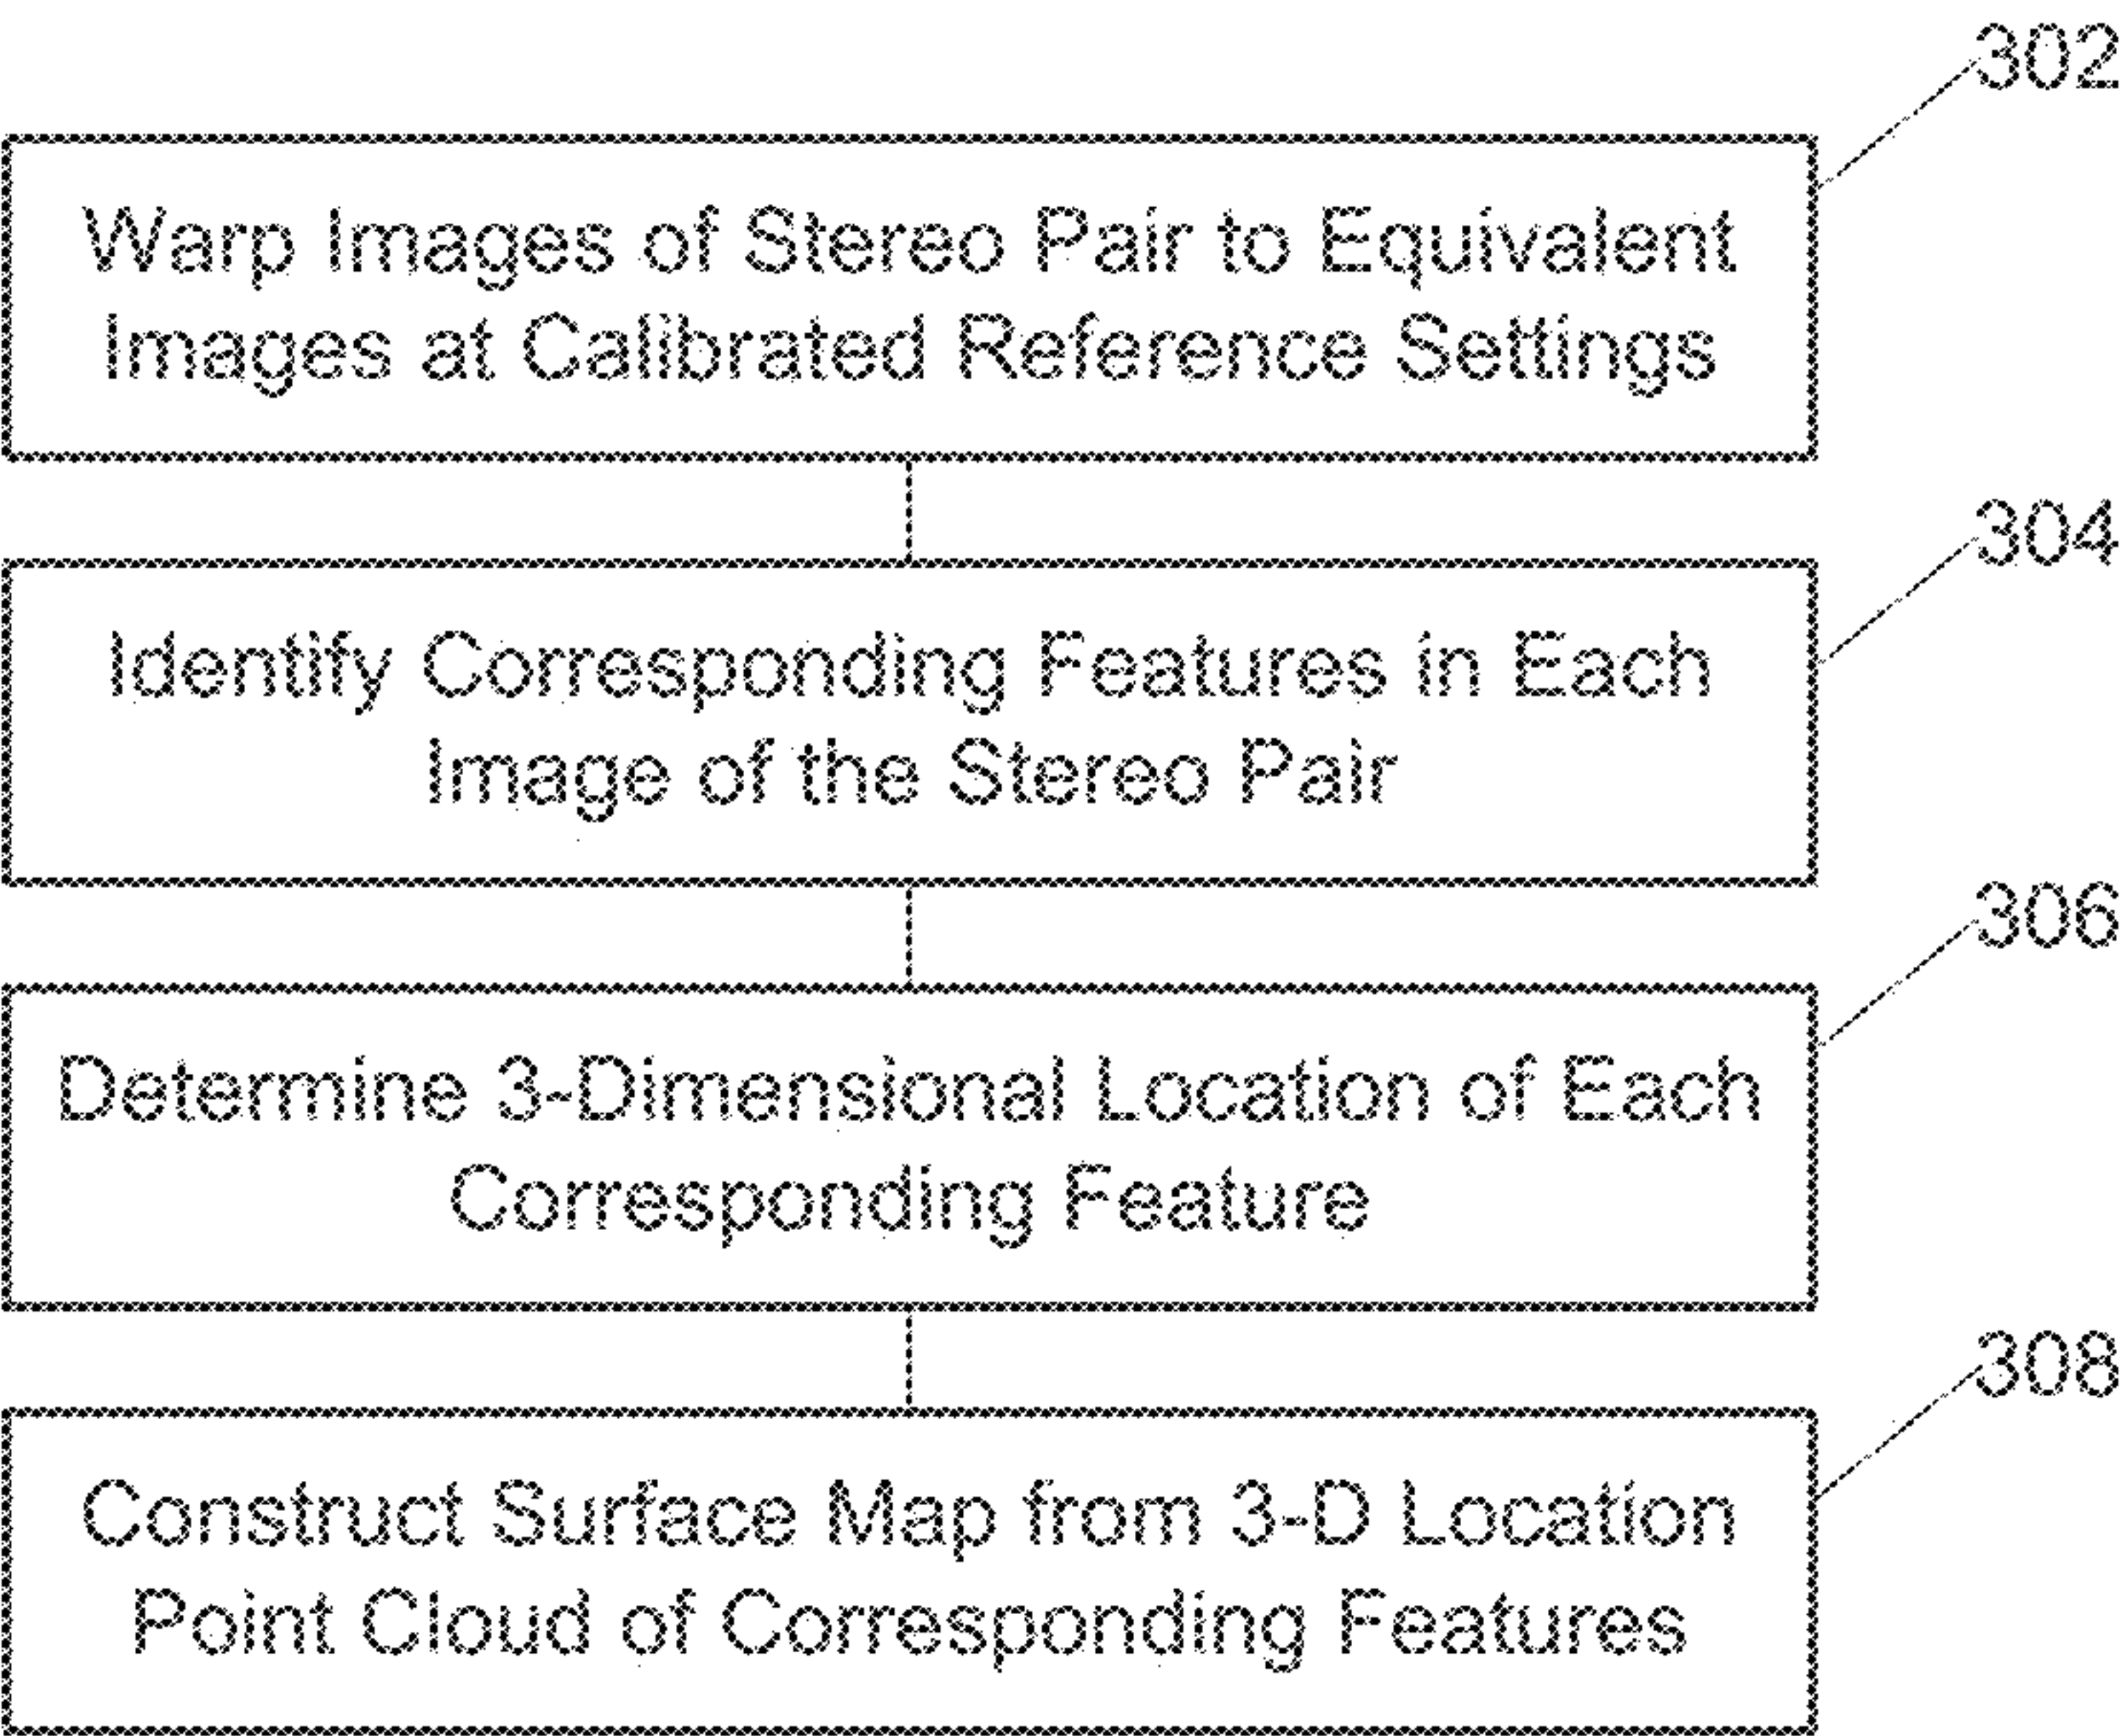 302
Warp Images of Stereo Pair to Equivalent
Images at Calibrated Reference Settings
304
Identify Corresponding Features in Each
Image of the Stereo Pair
306
Determine 3-Dimensional Location of Each
Corresponding Feature
308
Construct Surface Map from 3-D Location
Point Cloud of Corresponding Features